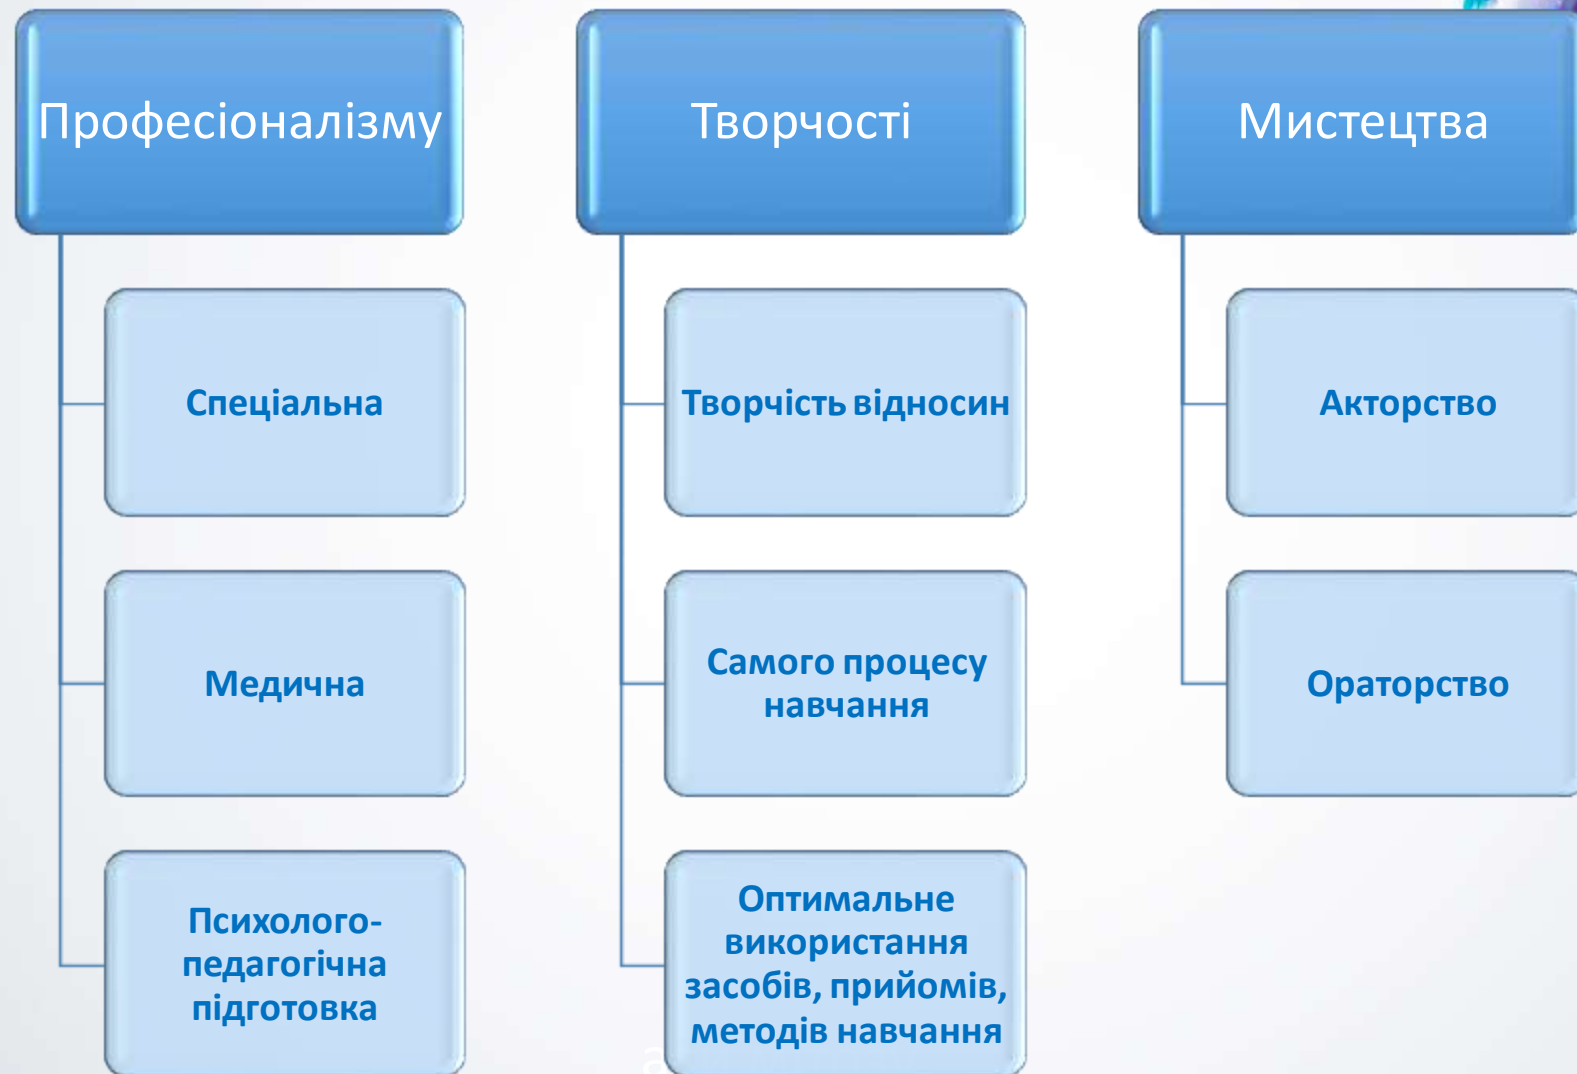 Професіоналізму
Спеціальна
Медична
Психолого-
педагогічна
підготовка
Творчості
Творчість відносин
Самого процесу
навчання
Оптимальне
використання
засобів, прийомів,
методів навчання
Мистецтва
Акторство
Ораторство